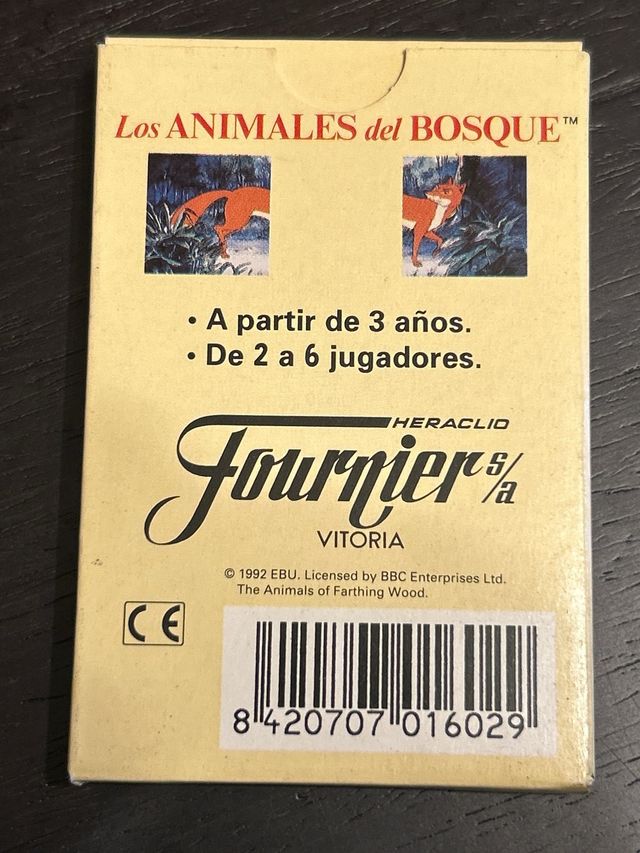 Los ANIMALES del BOSQUE™
• A partir de 3 años.
• De 2 a 6 jugadores.
HERACLIO
Fournier s/a
VITORIA
© 1992 EBU. Licensed by BBC Enterprises Ltd.
The Animals of Farthing Wood.
CE
8 420707 016029